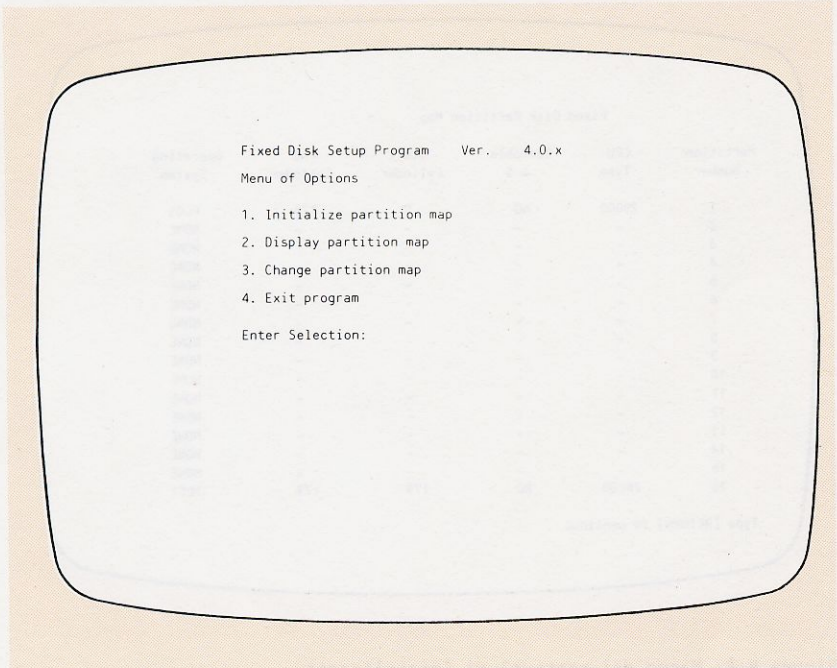 Fixed Disk Setup Program Ver. 4.0.x
Menu of Options
1. Initialize partition map
2. Display partition map
3. Change partition map
4. Exit program
Enter Selection: